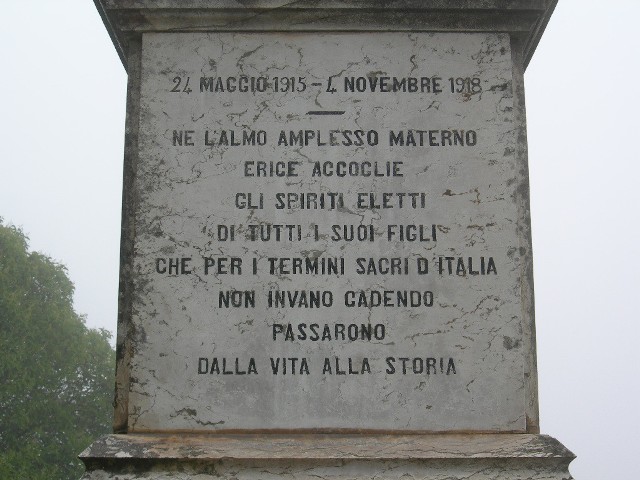 24 MAGGIO 1915 – 4 NOVEMBRE 1918
NE L'ALMO AMPLESSO MATERNO
ERICE ACCOGLIE
GLI SPIRITI ELETTI
DI TUTTI I SUOI FIGLI
CHE PER I TERMINI SACRI D'ITALIA
NON INVANO CADENDO
PASSARONO
DALLA VITA ALLA STORIA